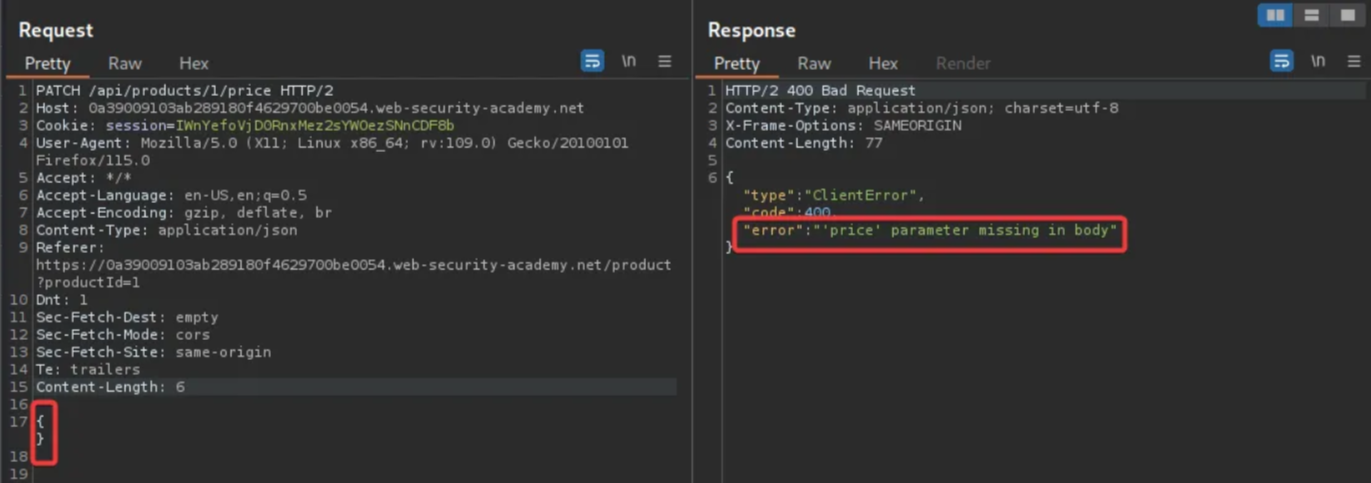 Request
Pretty Raw Hex \n
1 PATCH /api/products/1/price HTTP/2
2 Host: 0a39009103ab289180f4629700be0054.web-security-academy.net
3 Cookie: session=IWnYefoVjD0RnxMez2sYWOezSNnCDF8b
4 User-Agent: Mozilla/5.0 (X11; Linux x86_64; rv:109.0) Gecko/20100101
Firefox/115.0
5 Accept: */*
6 Accept-Language: en-US,en;q=0.5
7 Accept-Encoding: gzip, deflate, br
8 Content-Type: application/json
9 Referer:
https://0a39009103ab289180f4629700be0054.web-security-academy.net/product
?productId=1
10 Dnt: 1
11 Sec-Fetch-Dest: empty
12 Sec-Fetch-Mode: cors
13 Sec-Fetch-Site: same-origin
14 Te: trailers
15 Content-Length: 6
16
17 {
}
18
19
Response
Pretty Raw Hex Render \n
1 HTTP/2 400 Bad Request
2 Content-Type: application/json; charset=utf-8
3 X-Frame-Options: SAMEORIGIN
4 Content-Length: 77
5
6 {
"type":"ClientError",
"code":400,
"error":"'price' parameter missing in body"
}